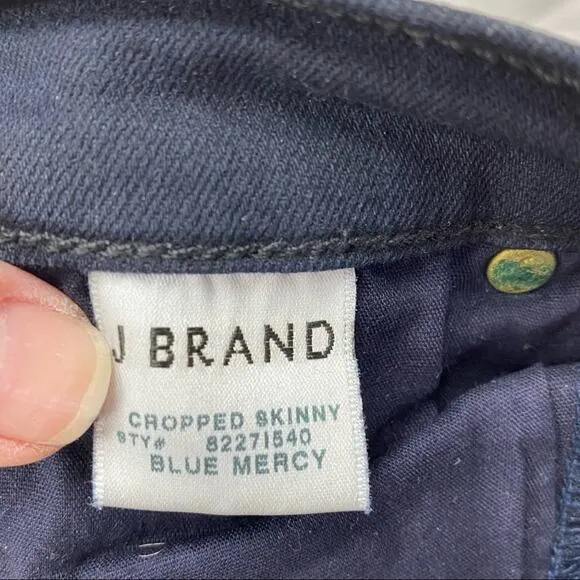 J BRAND
CROPPED SKINNY
STY# 82271540
BLUE MERCY